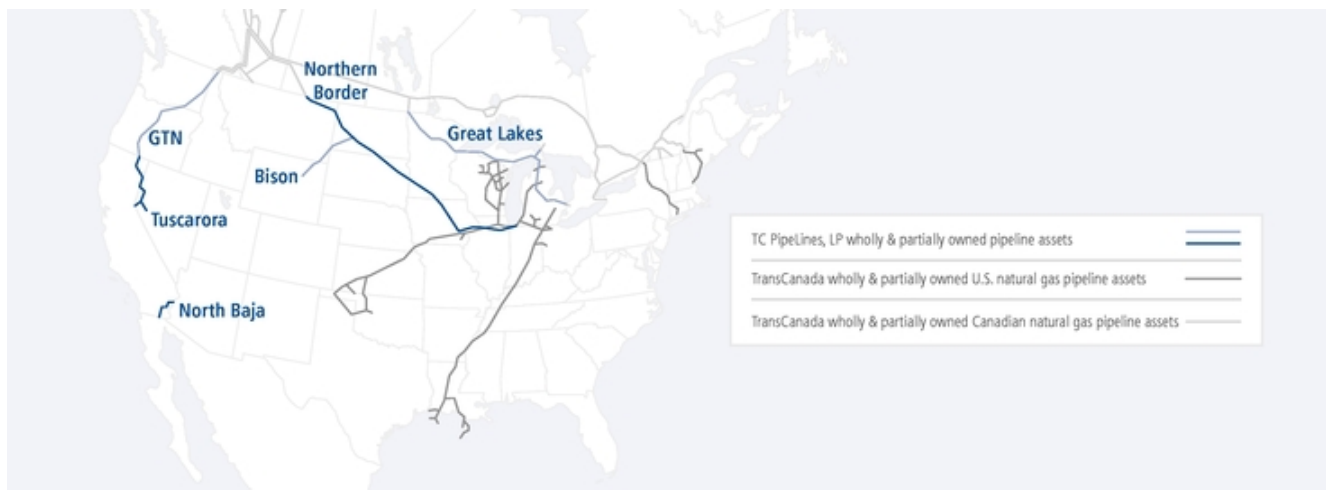 Northern
Border
GTN
Great Lakes
Bison
Tuscarora
North Baja
TC PipeLines, LP wholly & partially owned pipeline assets
TransCanada wholly & partially owned U.S. natural gas pipeline assets
TransCanada wholly & partially owned Canadian natural gas pipeline assets